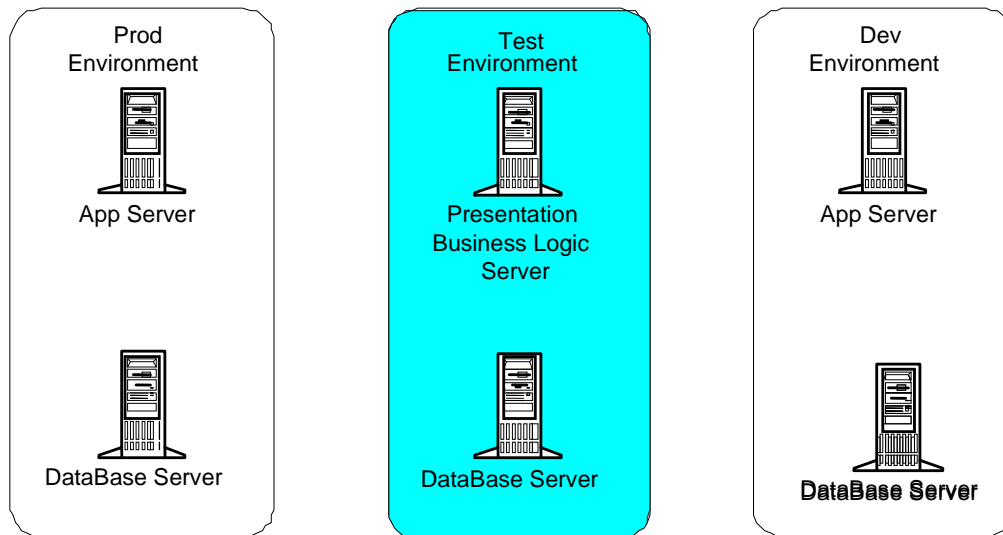 Prod
Environment
App Server
DataBase Server
Test
Environment
Presentation
Business Logic
Server
DataBase Server
Dev
Environment
App Server
DataBase Server